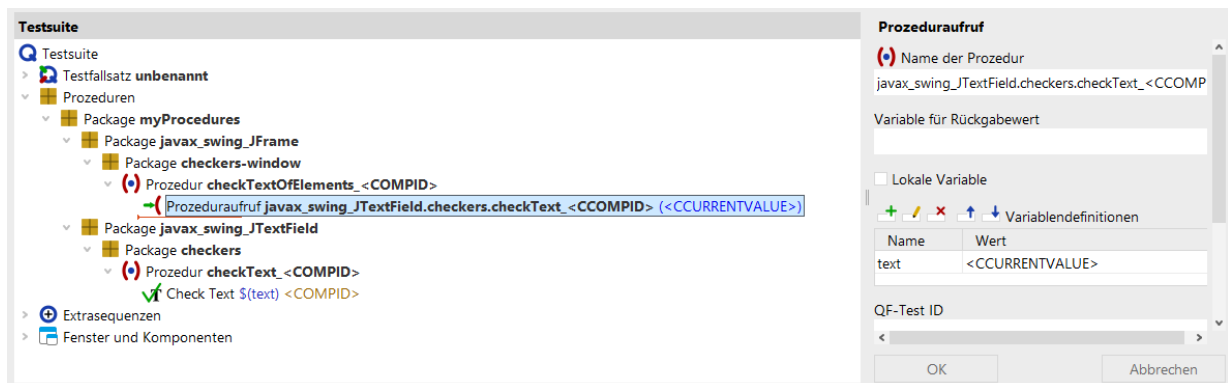 Testsuite
Testsuite
Testfallsatz unbenannt
Prozeduren
Package myProcedures
Package javax_swing_JFrame
Package checkers-window
Prozedur checkTextOfElements_<COMPID>
Prozeduraufruf javax_swing_JTextField.checkers.checkText_<CCOMPID> (<CCURRENTVALUE>)
Package javax_swing_JTextField
Package checkers
Prozedur checkText_<COMPID>
Check Text $(text) <COMPID>
Extrasequenzen
Fenster und Komponenten
Prozeduraufruf
Name der Prozedur
javax_swing_JTextField.checkers.checkText_<CCOMP
Variable für Rückgabewert
Lokale Variable
Variablendefinitionen
Name Wert
text <CCURRENTVALUE>
QF-Test ID
OK Abbrechen